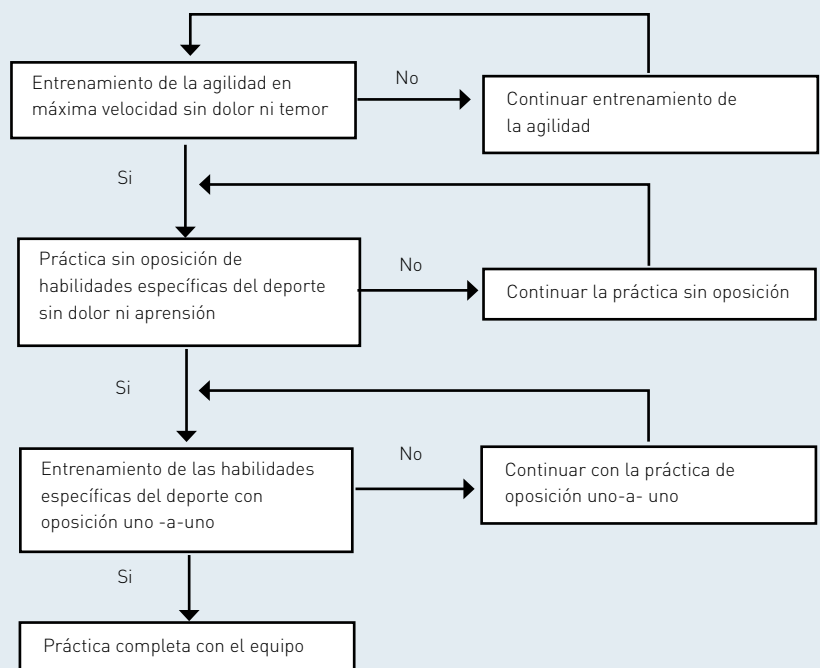 Entrenamiento de la agilidad en
máxima velocidad sin dolor ni temor
No
Continuar entrenamiento de
la agilidad
Si
Práctica sin oposición de
habilidades específicas del deporte
sin dolor ni aprensión
No
Continuar la práctica sin oposición
Si
Entrenamiento de las habilidades
específicas del deporte con
oposición uno -a-uno
No
Continuar con la práctica de
oposición uno-a- uno
Si
Práctica completa con el equipo